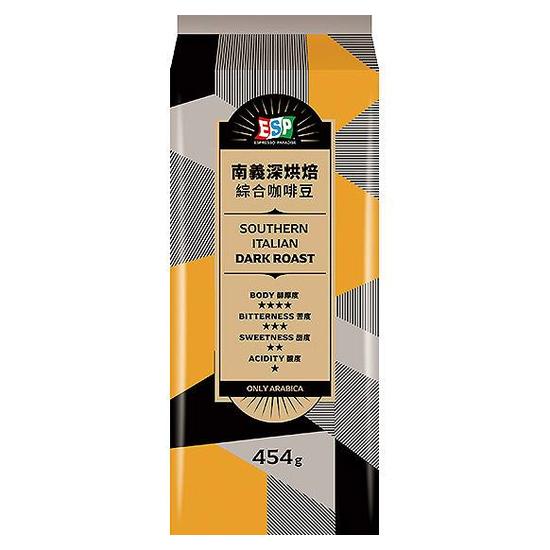 ESP
ESPRESSO PARADISE
南義深烘焙
綜合咖啡豆
SOUTHERN
ITALIAN
DARK ROAST
BODY 醇厚度
★★★★
BITTERNESS 苦度
★★★
SWEETNESS 甜度
★★
ACIDITY 酸度
★
ONLY ARABICA
454g